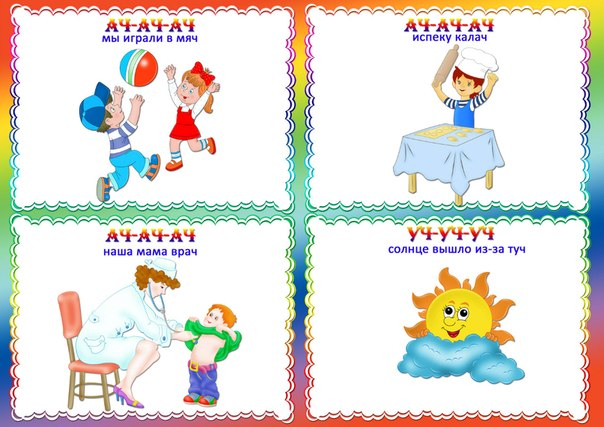 АЧ-АЧ-АЧ
мы играли в мяч
АЧ-АЧ-АЧ
испеку калач
АЧ-АЧ-АЧ
наша мама врач
УЧ-УЧ-УЧ
солнце вышло из-за туч